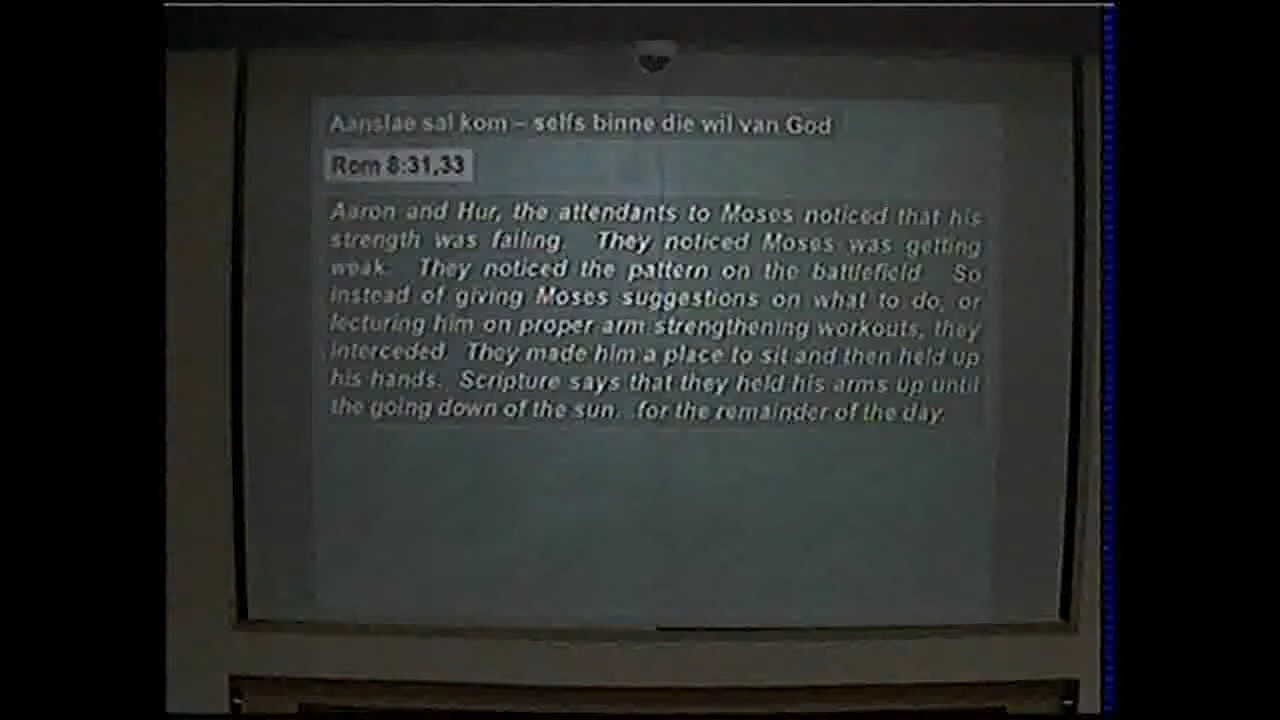 Aanslae sal kom – selfs binne die wil van God
Rom 8:31,33
Aaron and Hur, the attendants to Moses noticed that his
strength was failing. They noticed Moses was getting
weak. They noticed the pattern on the battlefield. So
instead of giving Moses suggestions on what to do, or
lecturing him on proper arm strengthening workouts, they
interceded. They made him a place to sit and then held up
his hands. Scripture says that they held his arms up until
the going down of the sun...for the remainder of the day.